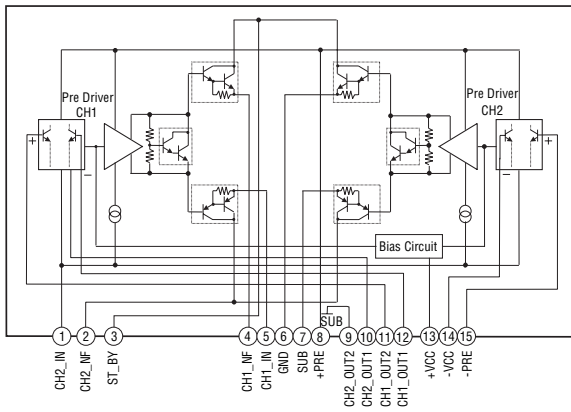 Pre Driver
CH1
Pre Driver
CH2
+
−
+
−
Bias Circuit
SUB
1
2
3
4
5
6
7
8
9
10
11
12
13
14
15
CH2_IN
CH2_NF
ST_BY
CH1_NF
CH1_IN
GND
SUB
+PRE
CH2_OUT2
CH2_OUT1
CH1_OUT2
CH1_OUT1
+VCC
-VCC
-PRE